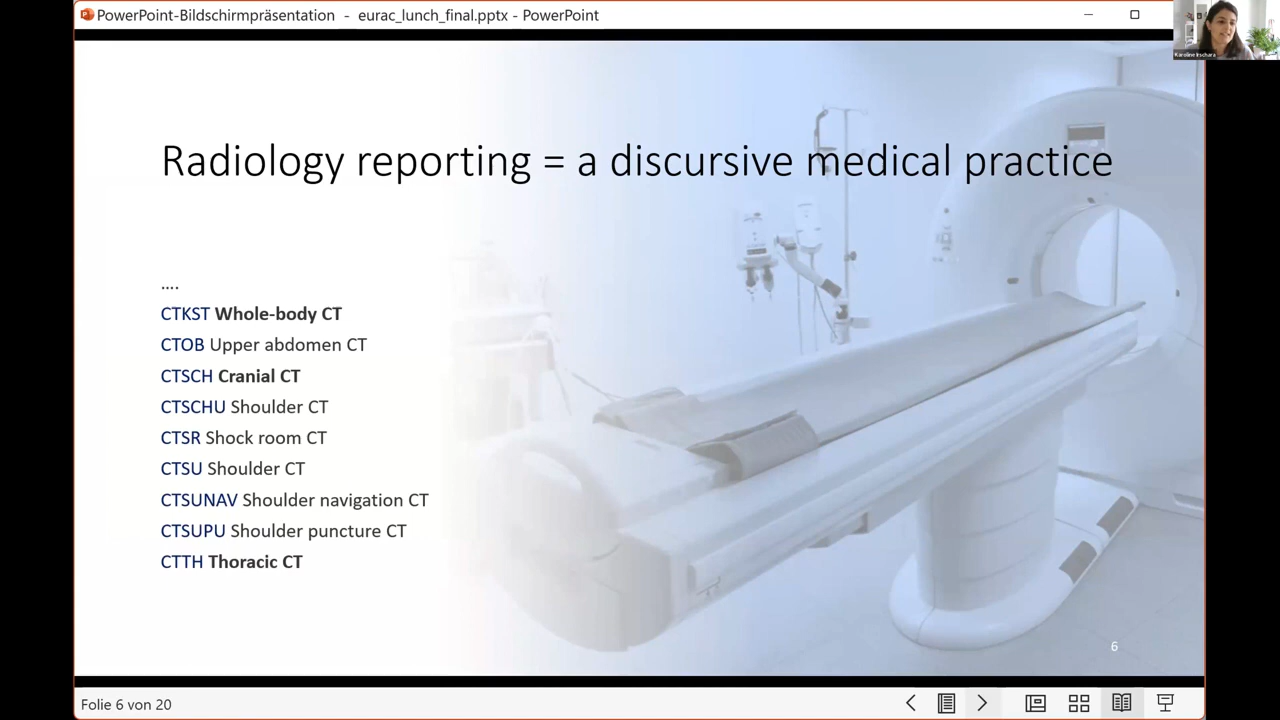 PowerPoint-Bildschirmpräsentation - eurac_lunch_final.pptx - PowerPoint
Radiology reporting = a discursive medical practice
....
CTKST Whole-body CT
CTOB Upper abdomen CT
CTSCH Cranial CT
CTSCHU Shoulder CT
CTSR Shock room CT
CTSU Shoulder CT
CTSUNAV Shoulder navigation CT
CTSUPU Shoulder puncture CT
CTTH Thoracic CT
6
Folie 6 von 20